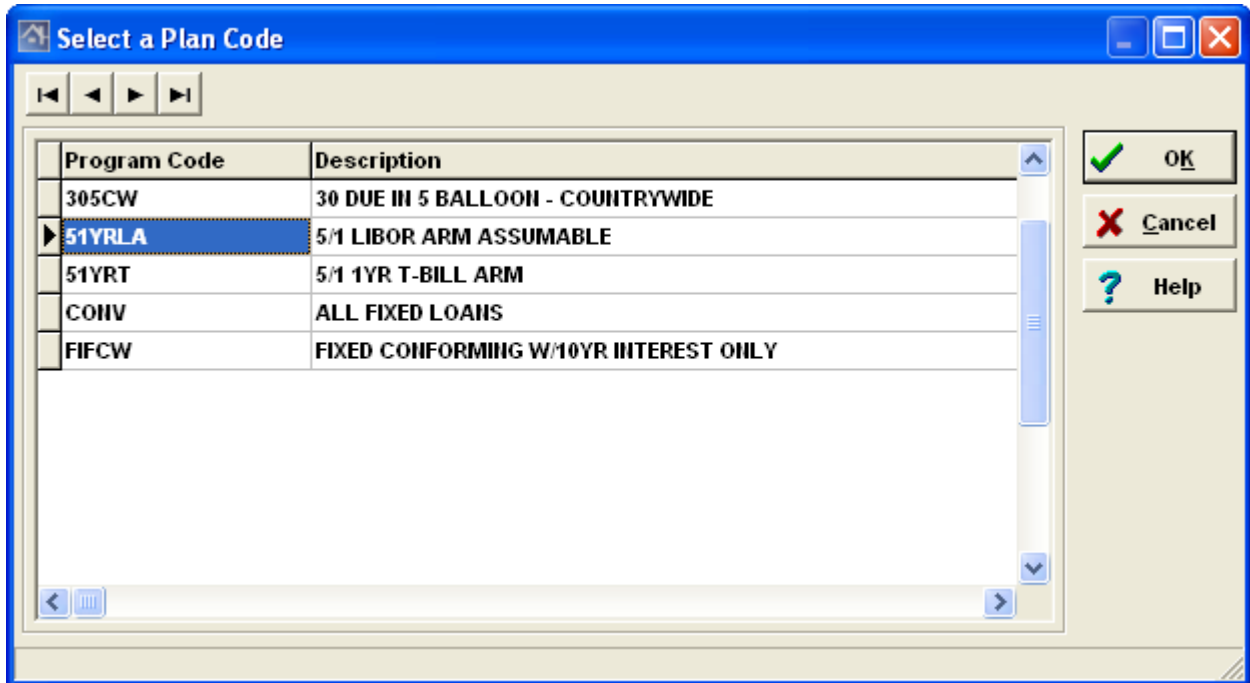 Select a Plan Code
Program Code Description
305CW 30 DUE IN 5 BALLOON - COUNTRYWIDE
51YRLA 5/1 LIBOR ARM ASSUMABLE
51YRT 5/1 1YR T-BILL ARM
CONV ALL FIXED LOANS
FIFCW FIXED CONFORMING W/10YR INTEREST ONLY
OK
Cancel
? Help